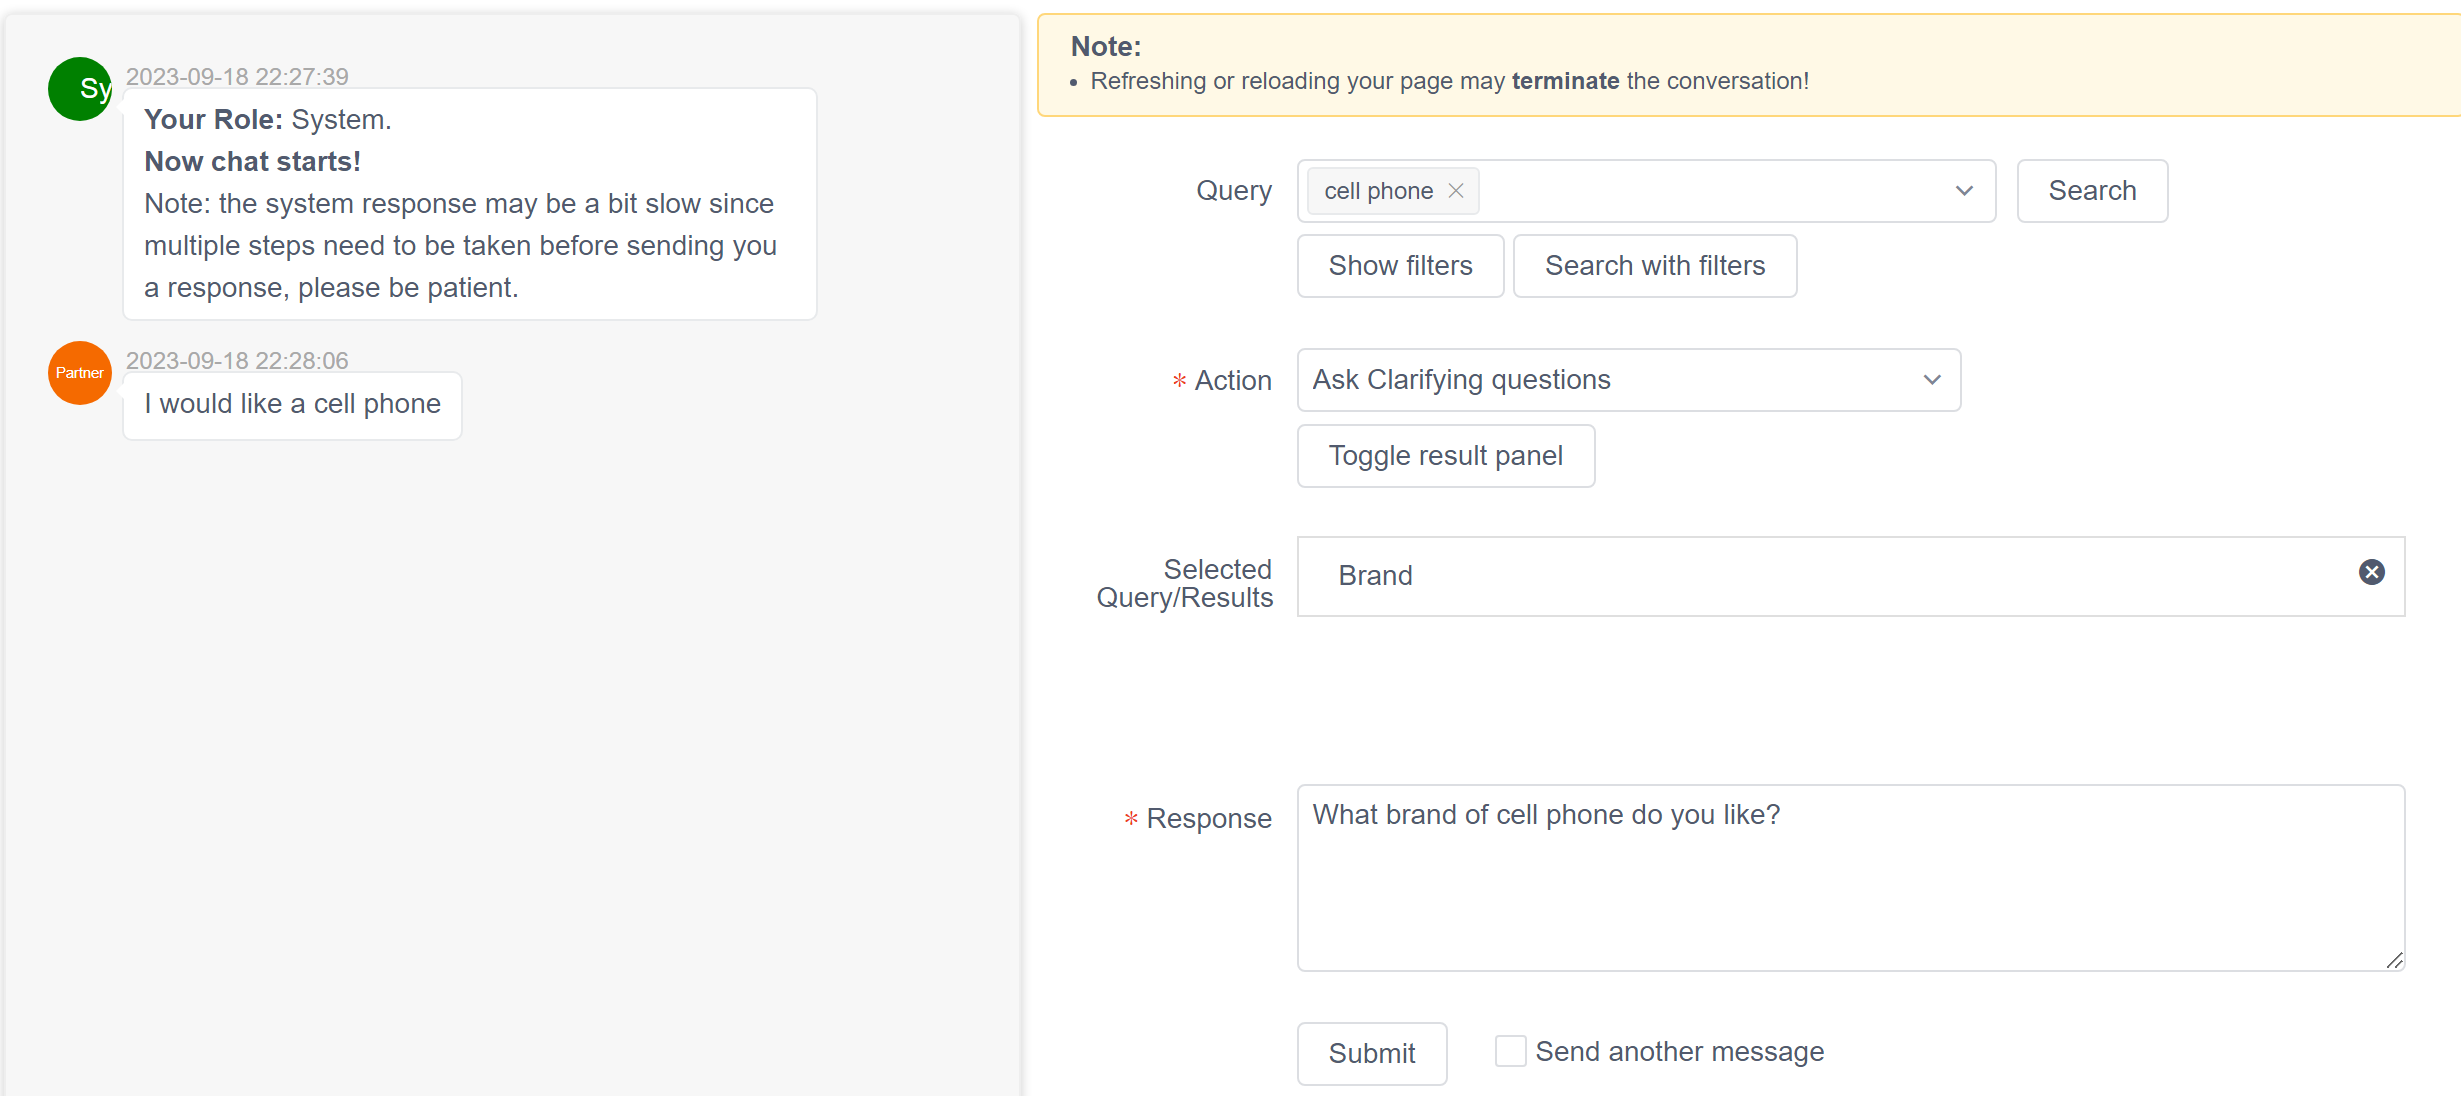 Sy
2023-09-18 22:27:39
Your Role: System.
Now chat starts!
Note: the system response may be a bit slow since
multiple steps need to be taken before sending you
a response, please be patient.
Partner
2023-09-18 22:28:06
I would like a cell phone
Note:
• Refreshing or reloading your page may terminate the conversation!
Query
cell phone
Search
Show filters
Search with filters
* Action
Ask Clarifying questions
Toggle result panel
Selected
Query/Results
Brand
* Response
What brand of cell phone do you like?
Submit
Send another message